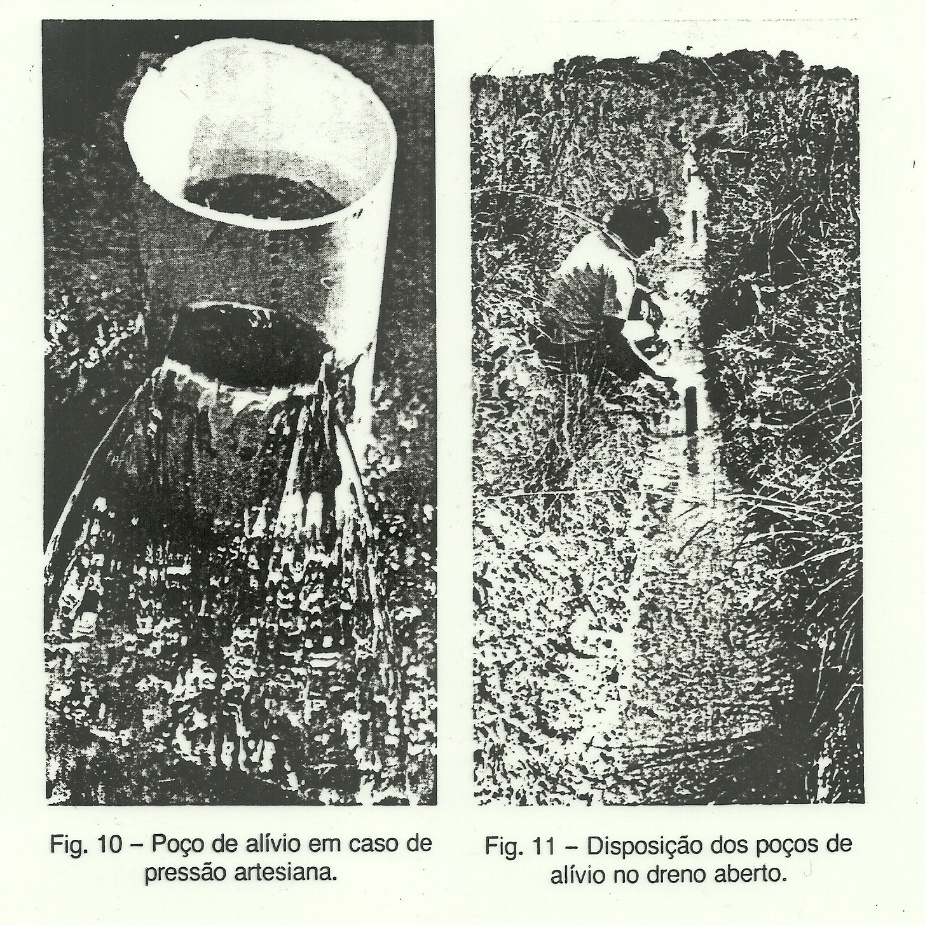 Fig. 10 – Poço de alívio em caso de
pressão artesiana.
Fig. 11 – Disposição dos poços de
alívio no dreno aberto.